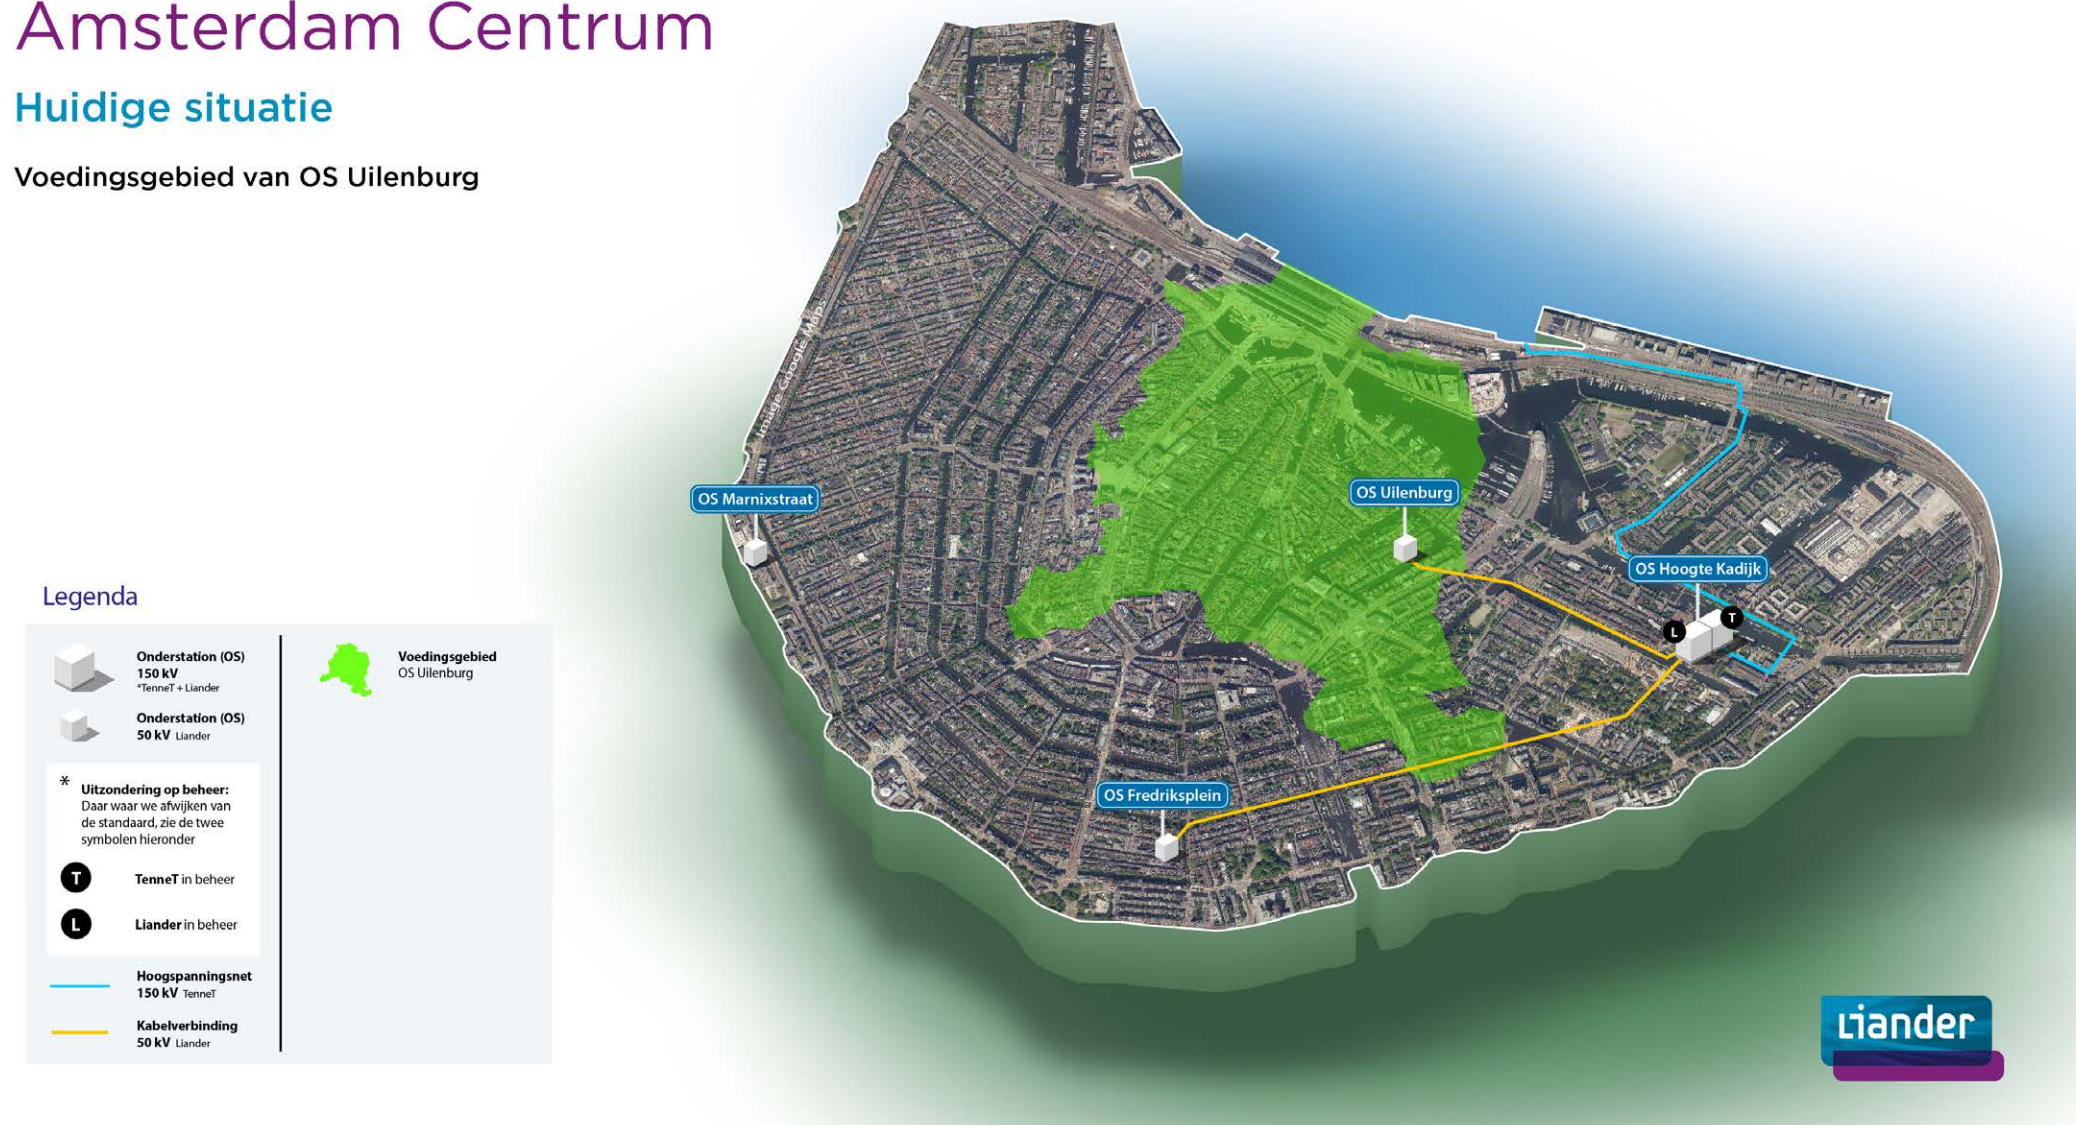 Amsterdam Centrum
Huidige situatie
Voedingsgebied van OS Uilenburg
Image Google Maps
OS Marnixstraat
OS Uilenburg
OS Hoogte Kadijk
L
T
OS Fredriksplein
Legenda
Onderstation (OS)
150 kV
*TenneT + Liander
Onderstation (OS)
50 kV Liander
* Uitzondering op beheer:
Daar waar we afwijken van
de standaard, zie de twee
symbolen hieronder
T TenneT in beheer
L Liander in beheer
Hoogspanningsnet
150 kV TenneT
Kabelverbinding
50 kV Liander
Voedingsgebied
OS Uilenburg
Liander